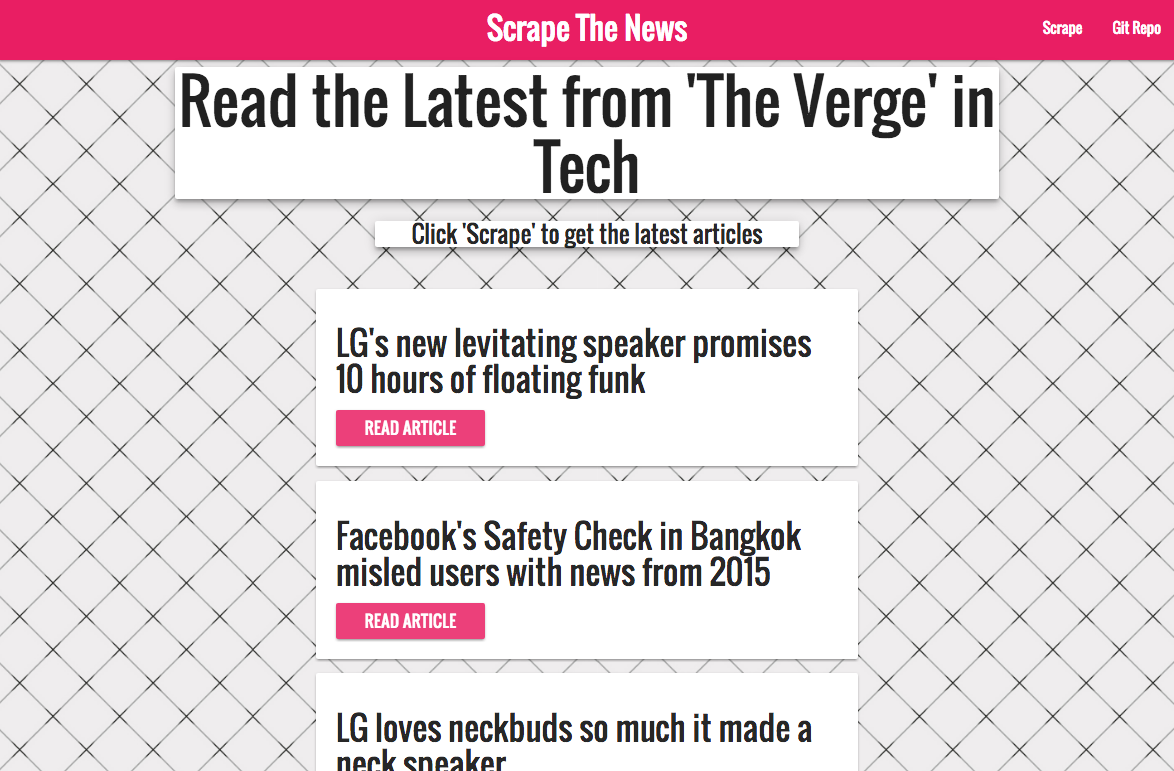 Scrape The News
Scrape
Git Repo
Read the Latest from 'The Verge' in
Tech
Click 'Scrape' to get the latest articles
LG's new levitating speaker promises
10 hours of floating funk
READ ARTICLE
Facebook's Safety Check in Bangkok
misled users with news from 2015
READ ARTICLE
LG loves neckbuds so much it made a
neck speaker